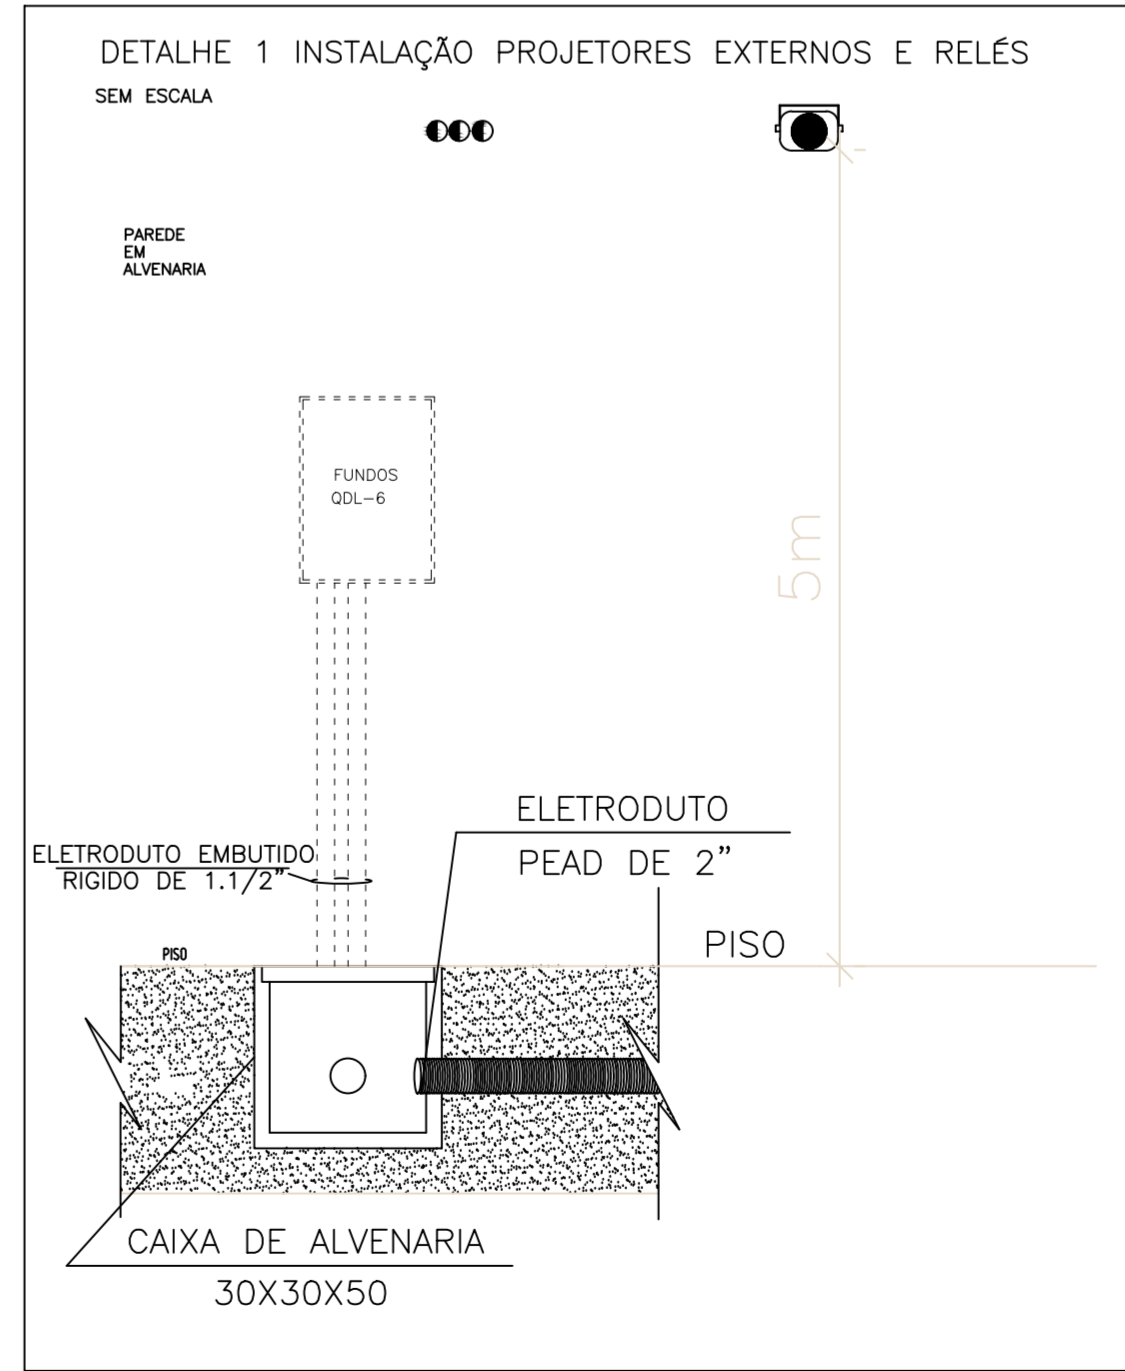 DETALHE 1 INSTALAÇÃO PROJETORES EXTERNOS E RELÉS
SEM ESCALA
PAREDE
EM
ALVENARIA
FUNDOS
QDL-6
5m
ELETRODUTO
PEAD DE 2"
ELETRODUTO EMBUTIDO
RIGIDO DE 1.1/2"
PISO
PISO
CAIXA DE ALVENARIA
30X30X50